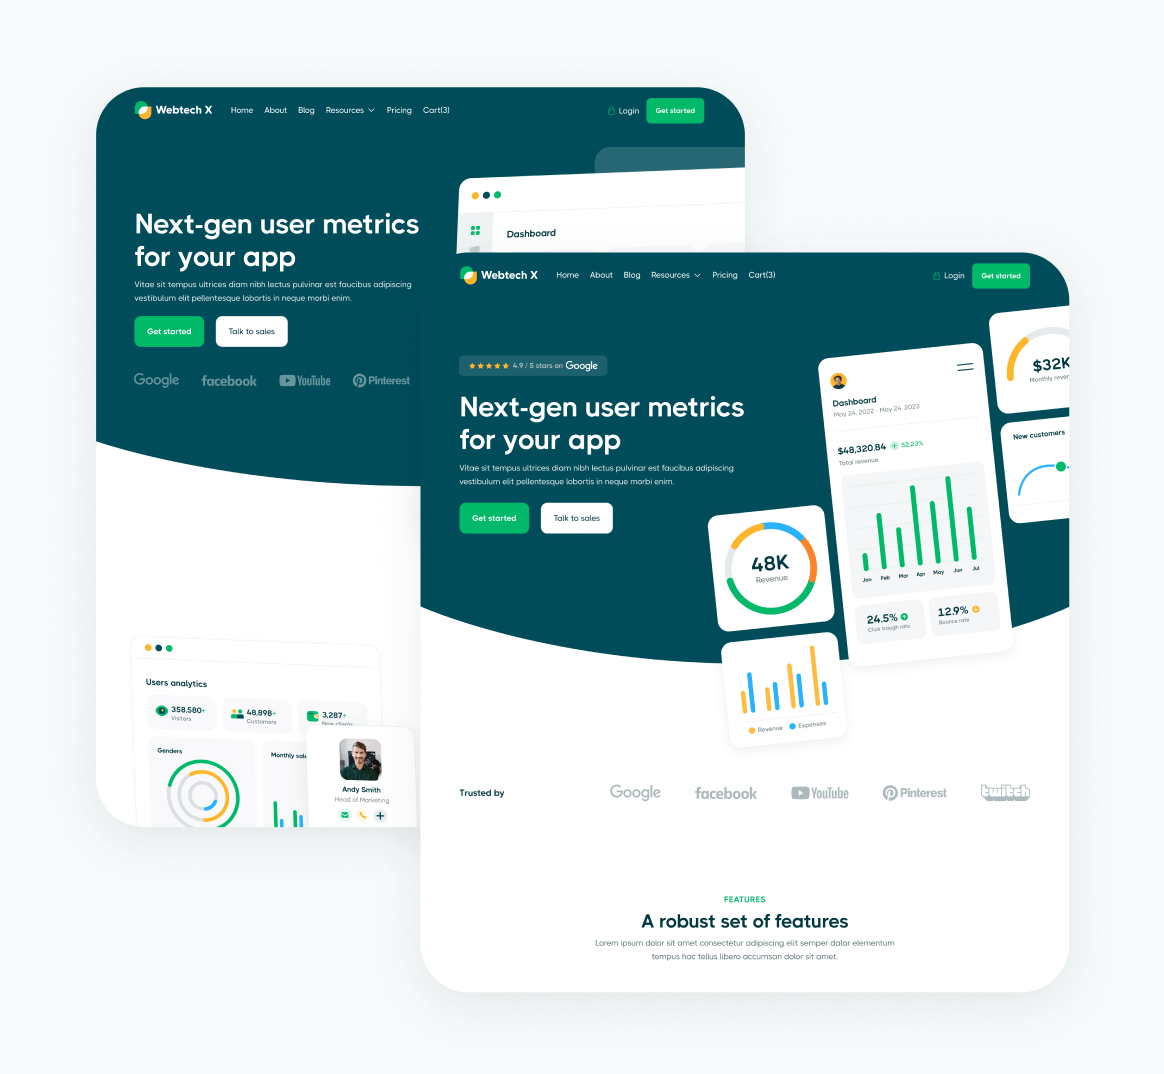 Webtech X
Home About Blog Resources Pricing Cart(3)
Login
Get started
Next-gen user metrics
for your app
Vitae sit tempus ultrices diam nibh lectus pulvinar est faucibus adipiscing
vestibulum elit pellentesque lobortis in neque morbi enim.
Get started
Talk to sales
Google facebook YouTube Pinterest
Dashboard
Users analytics
358,580+
Visitors
48,898+
Customers
3,287+
New clients
Genders
Monthly sal
Andy Smith
Head of Marketing
Webtech X
Home About Blog Resources Pricing Cart(3)
Login
Get started
4.9 / 5 stars on Google
Next-gen user metrics
for your app
Vitae sit tempus ultrices diam nibh lectus pulvinar est faucibus adipiscing
vestibulum elit pellentesque lobortis in neque morbi enim.
Get started
Talk to sales
48K
Revenue
Revenue Expenses
Dashboard
May 24, 2022 - May 24, 2023
$48,320.84 52.23%
Total revenue
Jan Feb Mar Apr May Jun Jul
24.5%
Click trough rate
12.9%
Bounce rate
$32K
Monthly reven
New customers
Trusted by
Google facebook YouTube Pinterest twitch
FEATURES
A robust set of features
Lorem ipsum dolor sit amet consectetur adipiscing elit semper dalar elementum
tempus hac tellus libero accumsan dolor sit amet.